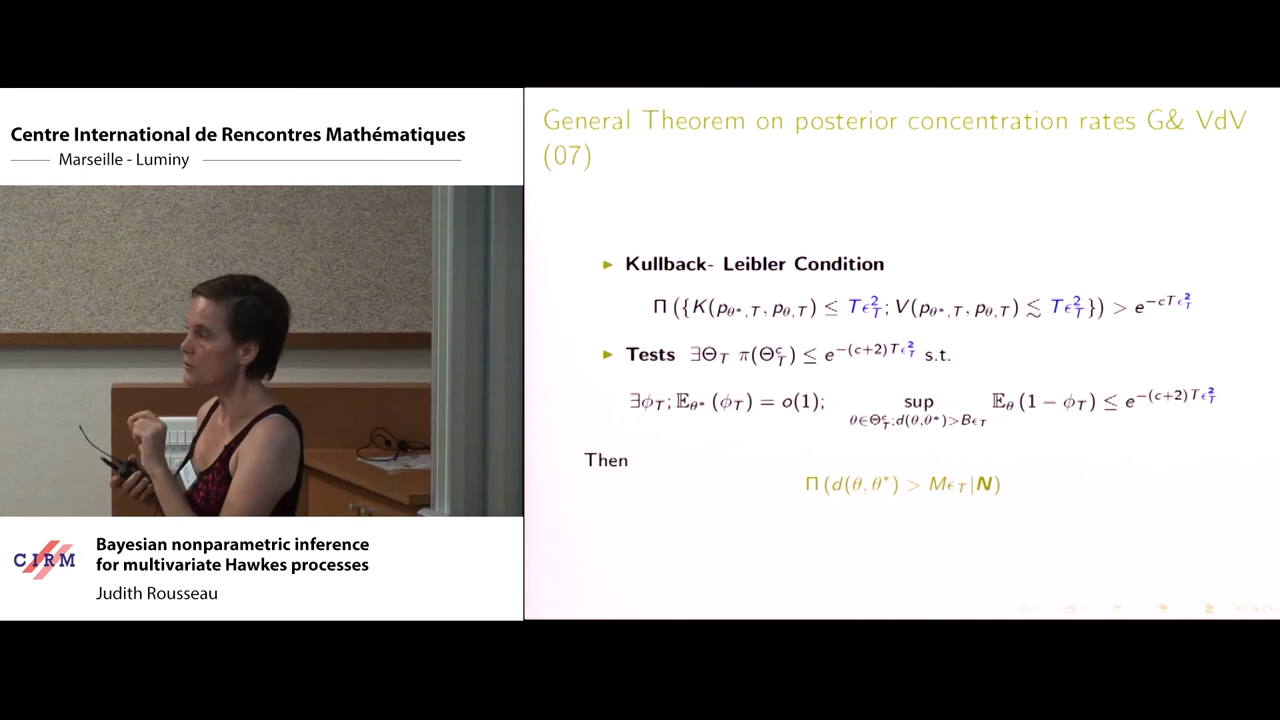 Centre International de Rencontres Mathématiques
Marseille - Luminy
General Theorem on posterior concentration rates G& VdV
(07)
► Kullback- Leibler Condition
Π ({K(p_{θ*,T}, p_{θ,T}) ≤ Tϵ_T^2; V(p_{θ*,T}, p_{θ,T}) ≲ Tϵ_T^2}) > e^{-cTϵ_T^2}
► Tests ∃Θ_T π(Θ_T^c) ≤ e^{-(c+2)Tϵ_T^2} s.t.
∃ϕ_T; 𝔼_{θ*} (ϕ_T) = o(1); sup_{θ∈Θ_T^c; d(θ,θ*)>Bϵ_T} 𝔼_θ (1 − ϕ_T) ≤ e^{-(c+2)Tϵ_T^2}
Then
Π (d(θ, θ*) > Mϵ_T|N)
CIRM
Bayesian nonparametric inference
for multivariate Hawkes processes
Judith Rousseau